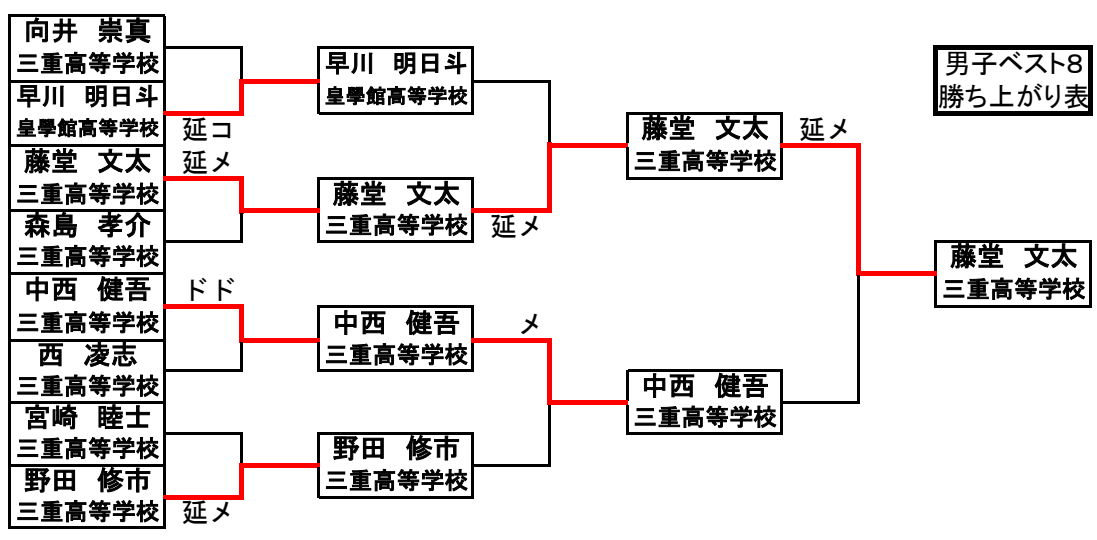 向井　崇真
三重高等学校
早川　明日斗
皇學館高等学校
延コ
藤堂　文太
三重高等学校
延メ
森島　孝介
三重高等学校
中西　健吾
三重高等学校
ドド
西　凌志
三重高等学校
宮崎　睦士
三重高等学校
野田　修市
三重高等学校
延メ
早川　明日斗
皇學館高等学校
藤堂　文太
三重高等学校
延メ
中西　健吾
三重高等学校
メ
野田　修市
三重高等学校
藤堂　文太
三重高等学校
延メ
中西　健吾
三重高等学校
男子ベスト8
勝ち上がり表
藤堂　文太
三重高等学校